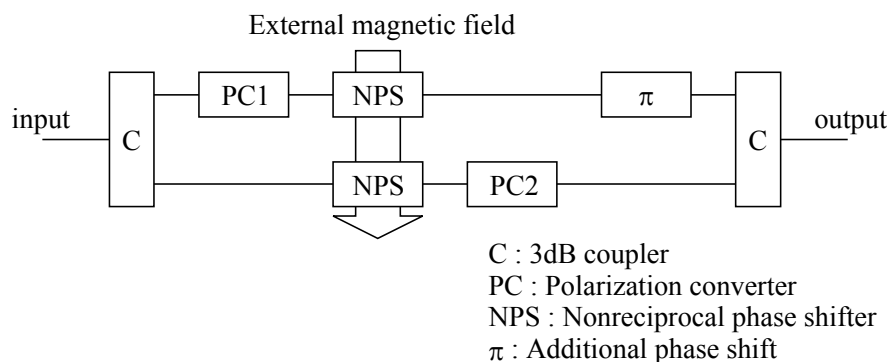 External magnetic field
PC1
NPS
π
input
C
C
output
NPS
PC2
C : 3dB coupler
PC : Polarization converter
NPS : Nonreciprocal phase shifter
π : Additional phase shift